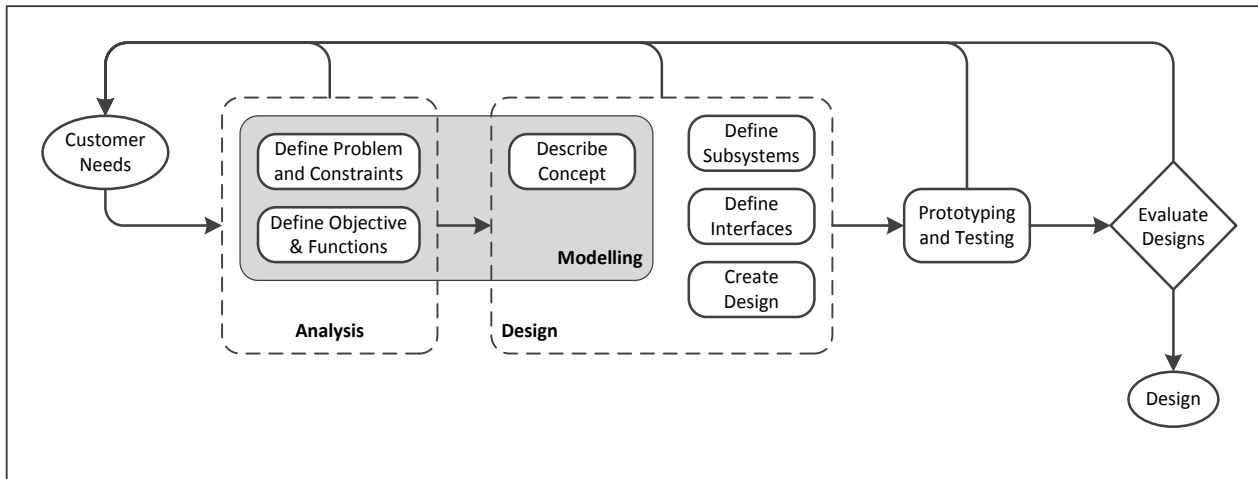 Customer
Needs
Define Problem
and Constraints
Define Objective
& Functions
Analysis
Describe
Concept
Modelling
Design
Define
Subsystems
Define
Interfaces
Create
Design
Prototyping
and Testing
Evaluate
Designs
Design